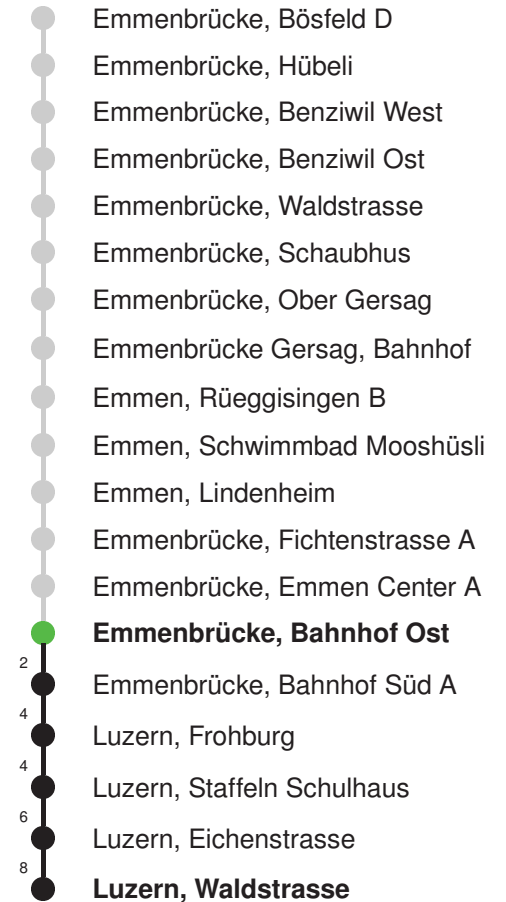 Emmenbrücke, Bösfeld D
Emmenbrücke, Hübeli
Emmenbrücke, Benziwil West
Emmenbrücke, Benziwil Ost
Emmenbrücke, Waldstrasse
Emmenbrücke, Schaubhus
Emmenbrücke, Ober Gersag
Emmenbrücke Gersag, Bahnhof
Emmen, Rüeggisingen B
Emmen, Schwimmbad Mooshüsli
Emmen, Lindenheim
Emmenbrücke, Fichtenstrasse A
Emmenbrücke, Emmen Center A
Emmenbrücke, Bahnhof Ost
2 Emmenbrücke, Bahnhof Süd A
4 Luzern, Frohburg
4 Luzern, Staffeln Schulhaus
6 Luzern, Eichenstrasse
8 Luzern, Waldstrasse